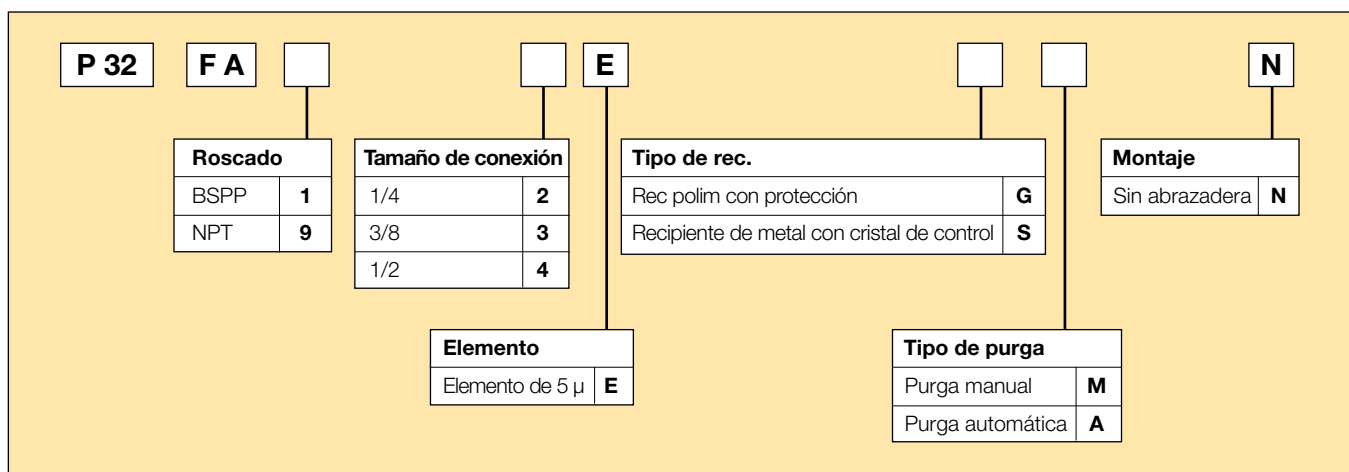 P 32 F A E N
Roscado
BSPP 1
NPT 9
Tamaño de conexión
1/4 2
3/8 3
1/2 4
Tipo de rec.
Rec polim con protección G
Recipiente de metal con cristal de control S
Montaje
Sin abrazadera N
Elemento
Elemento de 5 µ E
Tipo de purga
Purga manual M
Purga automática A